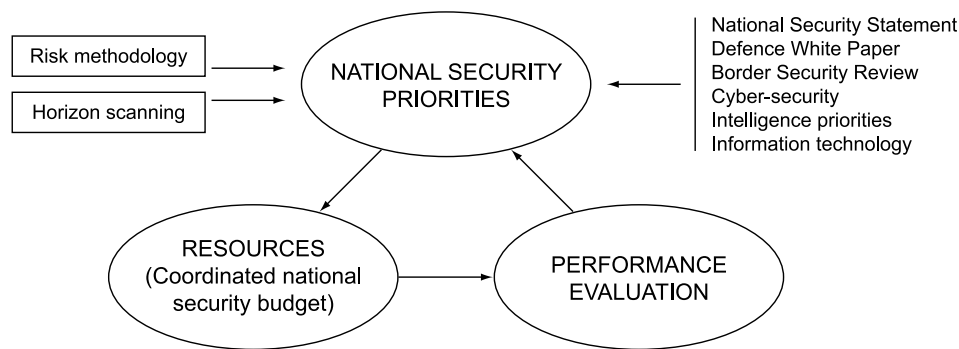 Risk methodology
Horizon scanning
NATIONAL SECURITY
PRIORITIES
National Security Statement
Defence White Paper
Border Security Review
Cyber-security
Intelligence priorities
Information technology
RESOURCES
(Coordinated national
security budget)
PERFORMANCE
EVALUATION